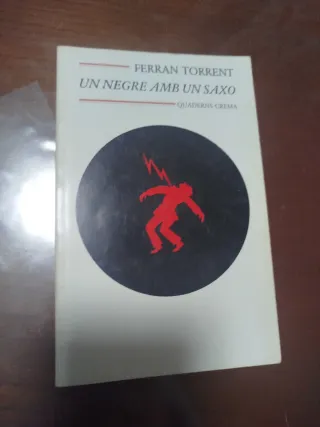 FERRAN TORRENT
UN NEGRE AMB UN SAXO
QUADERNS CREMA